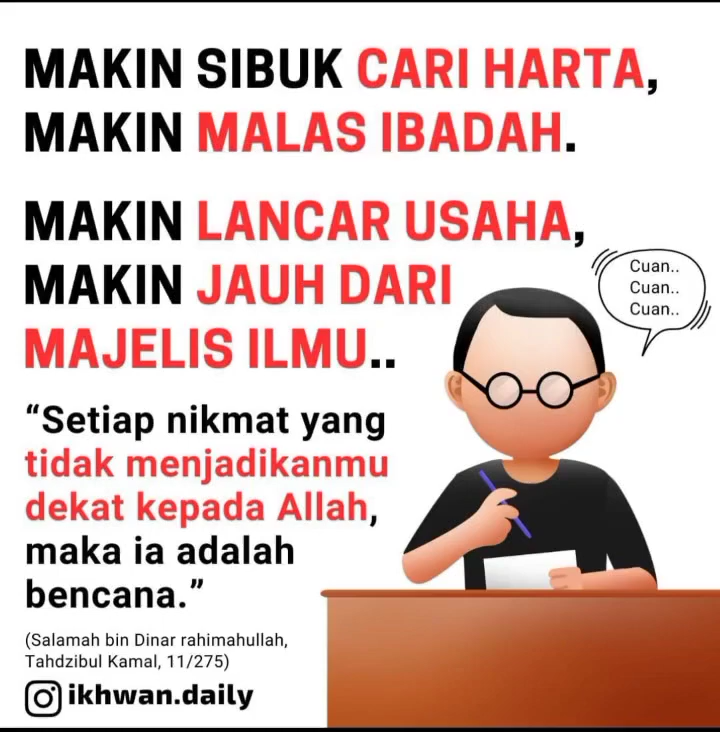 MAKIN SIBUK CARI HARTA,
MAKIN MALAS IBADAH.
MAKIN LANCAR USAHA,
MAKIN JAUH DARI
MAJELIS ILMU..
Cuan..
Cuan..
Cuan..
“Setiap nikmat yang
tidak menjadikanmu
dekat kepada Allah,
maka ia adalah
bencana.”
(Salamah bin Dinar rahimahullah,
Tahdzibul Kamal, 11/275)
ikhwan.daily